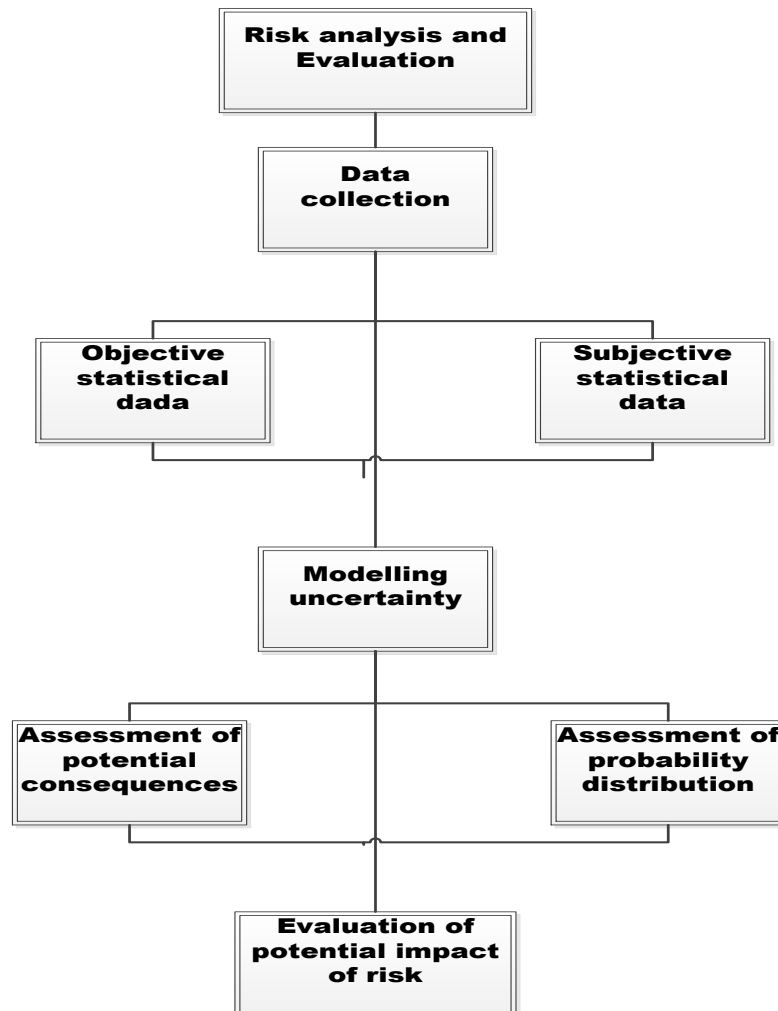 Risk analysis and
Evaluation
Data
collection
Objective
statistical
dada
Subjective
statistical
data
Modelling
uncertainty
Assessment of
potential
consequences
Assessment of
probability
distribution
Evaluation of
potential impact
of risk